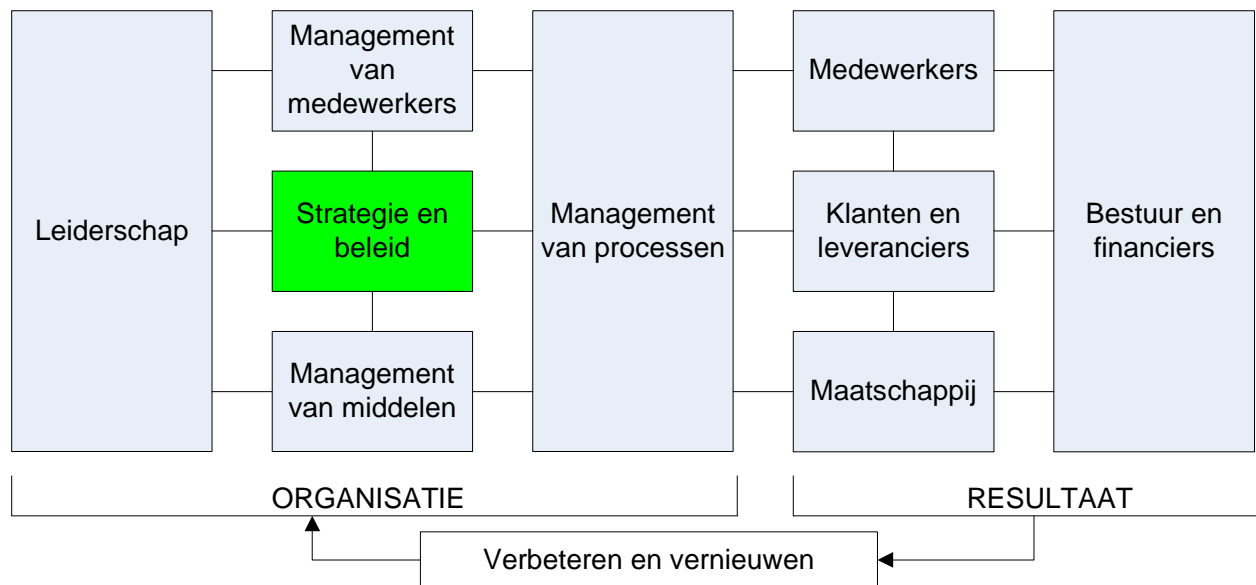 Leiderschap
Management
van
medewerkers
Strategie en
beleid
Management
van middelen
Management
van processen
Medewerkers
Klanten en
leveranciers
Maatschappij
Bestuur en
financiers
ORGANISATIE
RESULTAAT
Verbeteren en vernieuwen